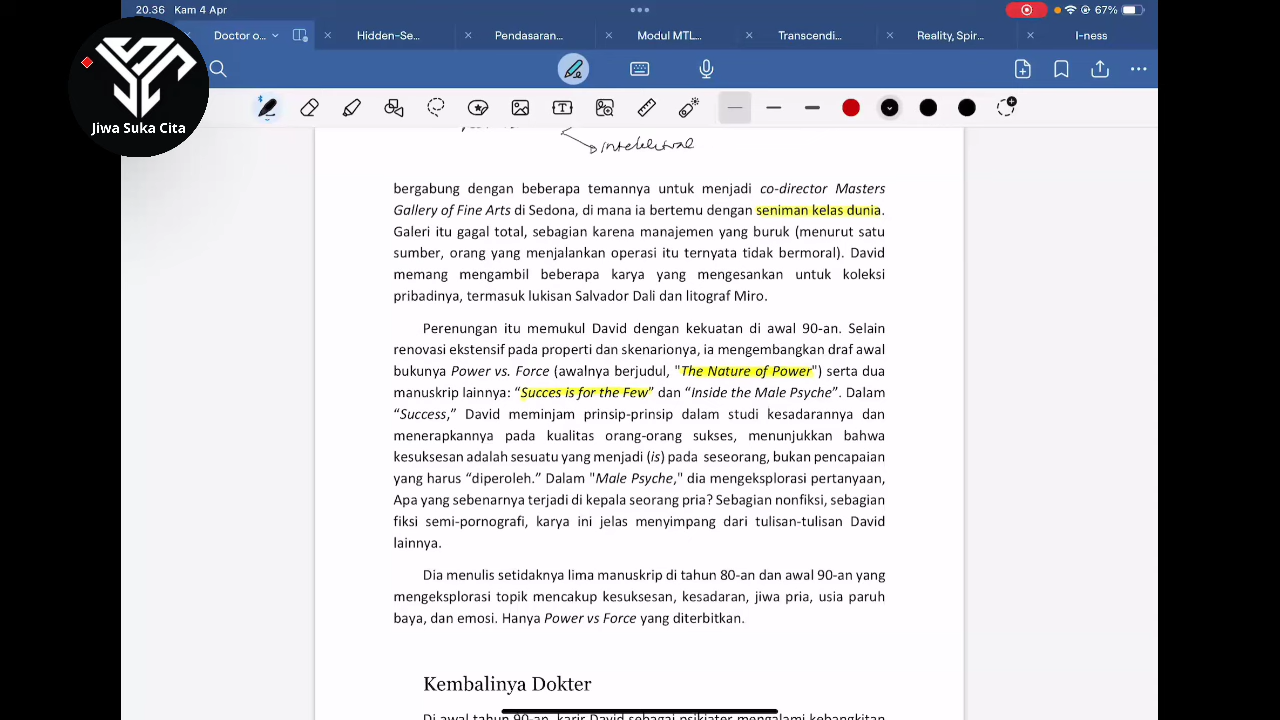 20.36 Kam 4 Apr
67%
Doctor o...
Hidden-Se...
Pendasaran...
Modul MTL...
Transcendi...
Reality, Spir...
I-ness
Jiwa Suka Cita
intelektual
bergabung dengan beberapa temannya untuk menjadi co-director Masters
Gallery of Fine Arts di Sedona, di mana ia bertemu dengan seniman kelas dunia.
Galeri itu gagal total, sebagian karena manajemen yang buruk (menurut satu
sumber, orang yang menjalankan operasi itu ternyata tidak bermoral). David
memang mengambil beberapa karya yang mengesankan untuk koleksi
pribadinya, termasuk lukisan Salvador Dali dan litograf Miro.
Perenungan itu memukul David dengan kekuatan di awal 90-an. Selain
renovasi ekstensif pada properti dan skenarionya, ia mengembangkan draf awal
bukunya Power vs. Force (awalnya berjudul, "The Nature of Power") serta dua
manuskrip lainnya: “Succes is for the Few” dan “Inside the Male Psyche”. Dalam
“Success,” David meminjam prinsip-prinsip dalam studi kesadarannya dan
menerapkannya pada kualitas orang-orang sukses, menunjukkan bahwa
kesuksesan adalah sesuatu yang menjadi (is) pada seseorang, bukan pencapaian
yang harus “diperoleh.” Dalam "Male Psyche," dia mengeksplorasi pertanyaan,
Apa yang sebenarnya terjadi di kepala seorang pria? Sebagian nonfiksi, sebagian
fiksi semi-pornografi, karya ini jelas menyimpang dari tulisan-tulisan David
lainnya.
Dia menulis setidaknya lima manuskrip di tahun 80-an dan awal 90-an yang
mengeksplorasi topik mencakup kesuksesan, kesadaran, jiwa pria, usia paruh
baya, dan emosi. Hanya Power vs Force yang diterbitkan.
Kembalinya Dokter
Di awal tahun 90-an, karir David sebagai psikiater mengalami kebangkitan